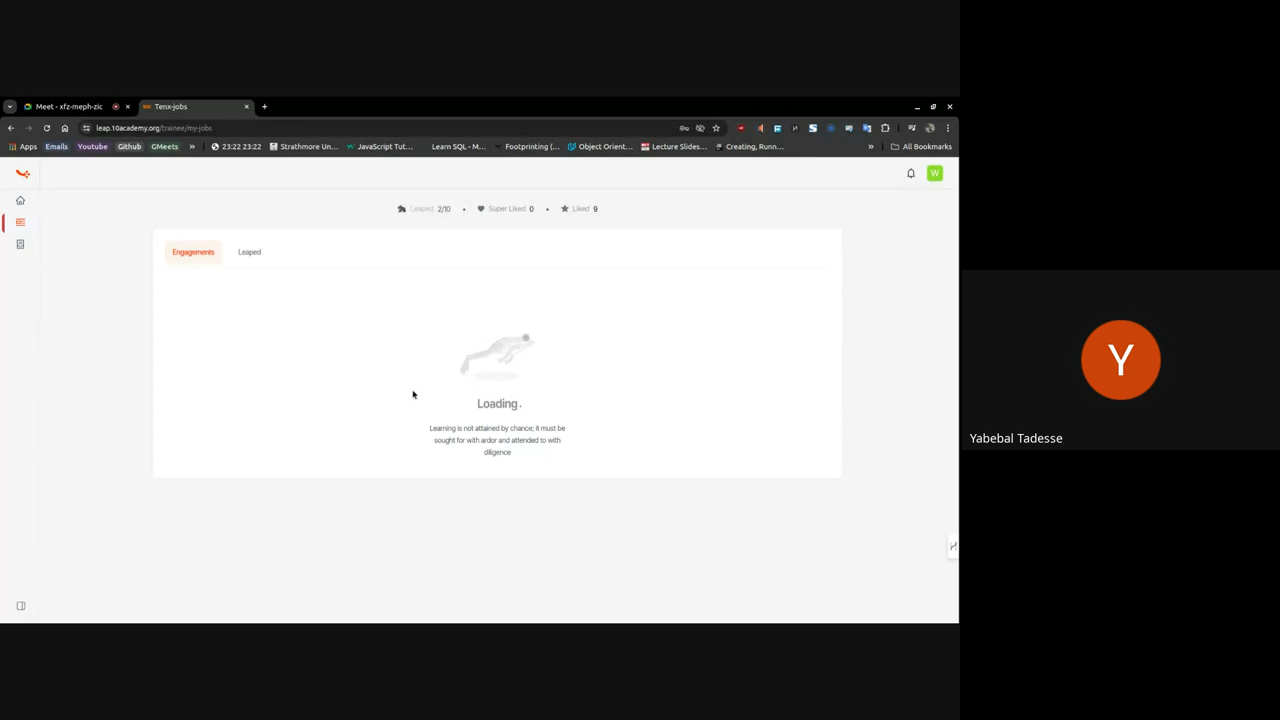 Meet - xfz-meph-zic
Tenx-jobs
leap.10academy.org/trainee/my-jobs
Apps Emails Youtube Github GMeets » 23:22 23:22 Strathmore Un... JavaScript Tut... Learn SQL - M... Footprinting (... Object Orient... Lecture Slides... Creating, Runn... » All Bookmarks
W
Leaped 2/10 • Super Liked 0 • Liked 9
Engagements Leaped
Loading.
Learning is not attained by chance; it must be
sought for with ardor and attended to with
diligence
Y
Yabebal Tadesse